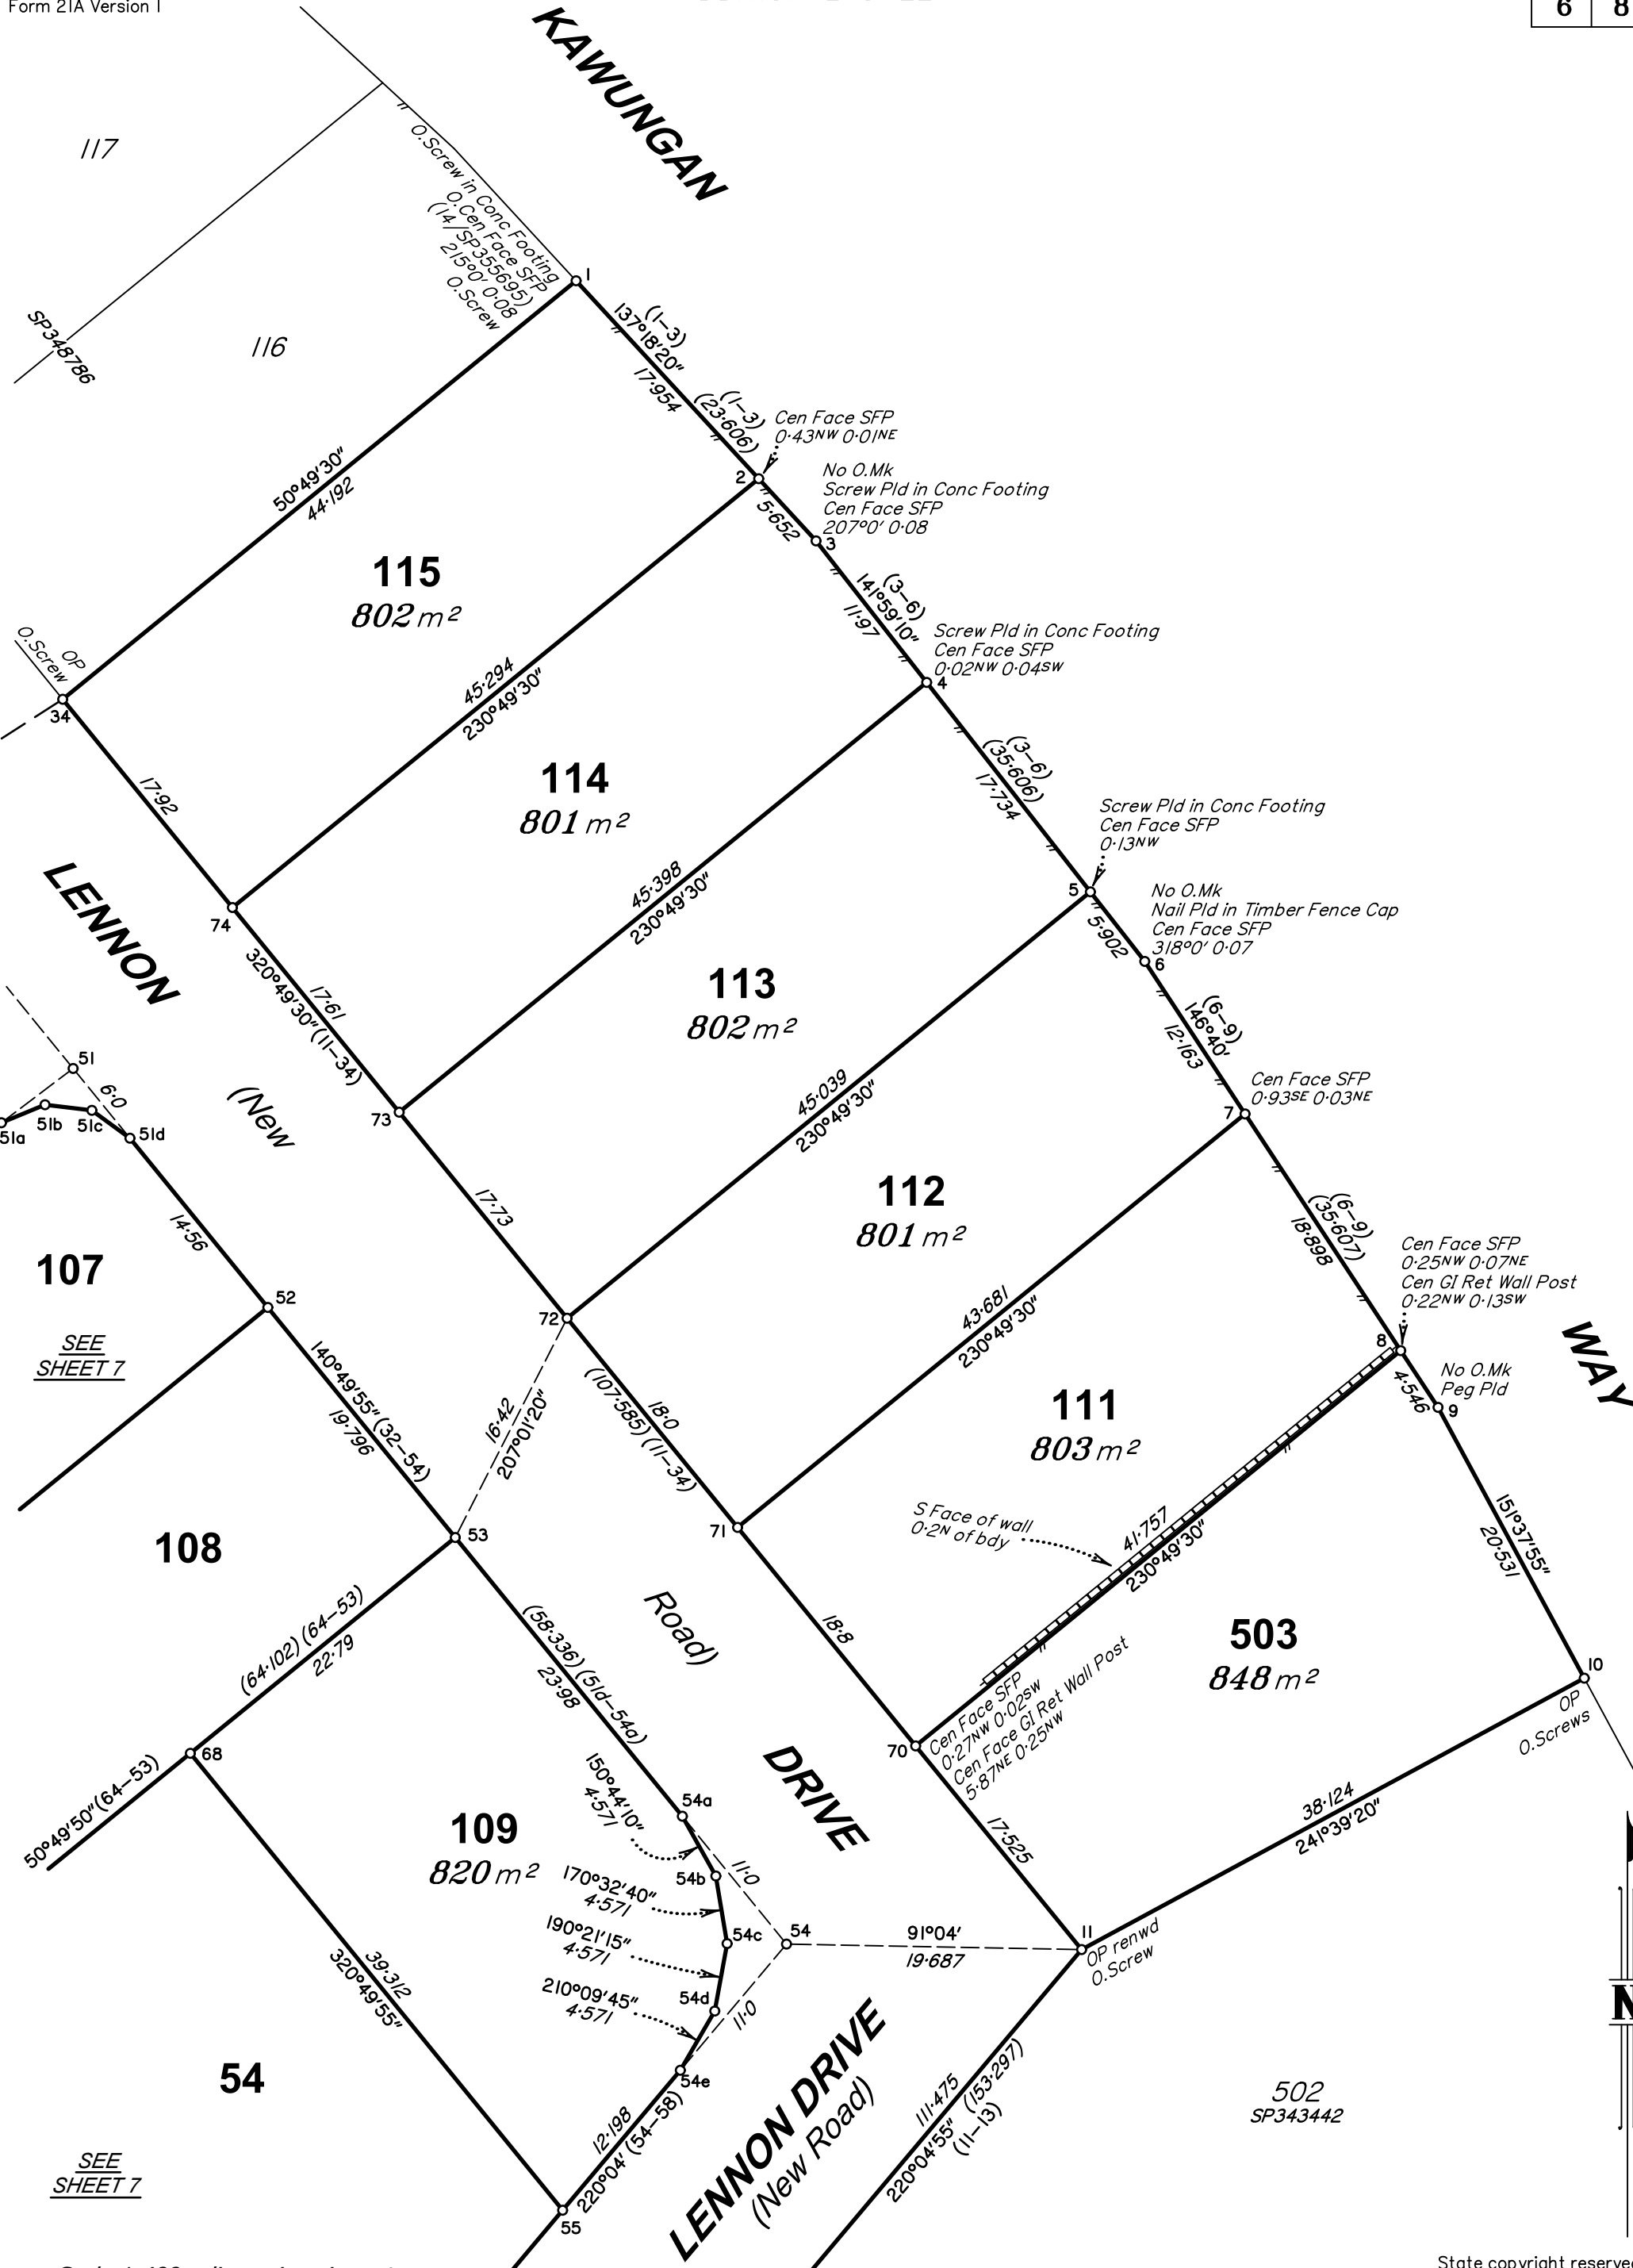 Form 21A Version 1
6 8
KAWUNGAN
117
O.Screw in Conc Footing
O.Cen Face SFP
(14/SP355695)
215°0' 0·08
O.Screw
1
SP348786
116
(1–3)
137°18'20"
17·954
(1–3)
(23·606)
Cen Face SFP
0·43NW 0·01NE
2
5·652
No O.Mk
Screw Pld in Conc Footing
Cen Face SFP
207°0' 0·08
3
50°49'30"
44·192
115
802 m²
(3–6)
141°59'10"
11·97
Screw Pld in Conc Footing
Cen Face SFP
0·02NW 0·04SW
4
OP
O.Screw
34
45·294
230°49'30"
17·92
114
801 m²
(3–6)
(35·606)
17·734
Screw Pld in Conc Footing
Cen Face SFP
0·13NW
5
5·902
No O.Mk
Nail Pld in Timber Fence Cap
Cen Face SFP
318°0' 0·07
6
LENNON
74
45·398
230°49'30"
320°49'30" (11–34)
17·61
113
802 m²
(6–9)
146°40'
12·163
Cen Face SFP
0·93SE 0·03NE
7
51
6·0
51a
51b
51c
51d
(New
73
45·039
230°49'30"
17·73
14·56
112
801 m²
(6–9)
(35·607)
18·898
Cen Face SFP
0·25NW 0·07NE
Cen GI Ret Wall Post
0·22NW 0·13SW
8
4·546
No O.Mk
Peg Pld
9
WAY
107
SEE
SHEET 7
52
72
43·681
230°49'30"
140°49'55" (32–54)
19·796
16·42
207°01'20"
18·0
(107·585) (11–34)
111
803 m²
S Face of wall
0·2N of bdy
41·757
230°49'30"
151°37'55"
20·531
108
53
71
Road)
18·8
503
848 m²
(64·102) (64–53)
22·79
(58·336) (51d–54a)
23·98
10
OP
O.Screws
Cen Face SFP
0·27NW 0·02SW
Cen Face GI Ret Wall Post
5·87NE 0·25NW
70
68
50°49'50" (64–53)
DRIVE
150°44'10"
4·571
54a
109
820 m²
11·0
17·525
38·124
241°39'20"
54b
170°32'40"
4·571
54c
54
91°04'
19·687
11
OP renwd
O.Screw
190°21'15"
4·571
39·312
320°49'55"
54d
210°09'45"
4·571
11·0
54e
N
54
LENNON DRIVE
(New Road)
12·198
220°04' (54–58)
111·475 (153·297)
220°04'55" (11–13)
502
SP343442
SEE
SHEET 7
55
State copyright reserved